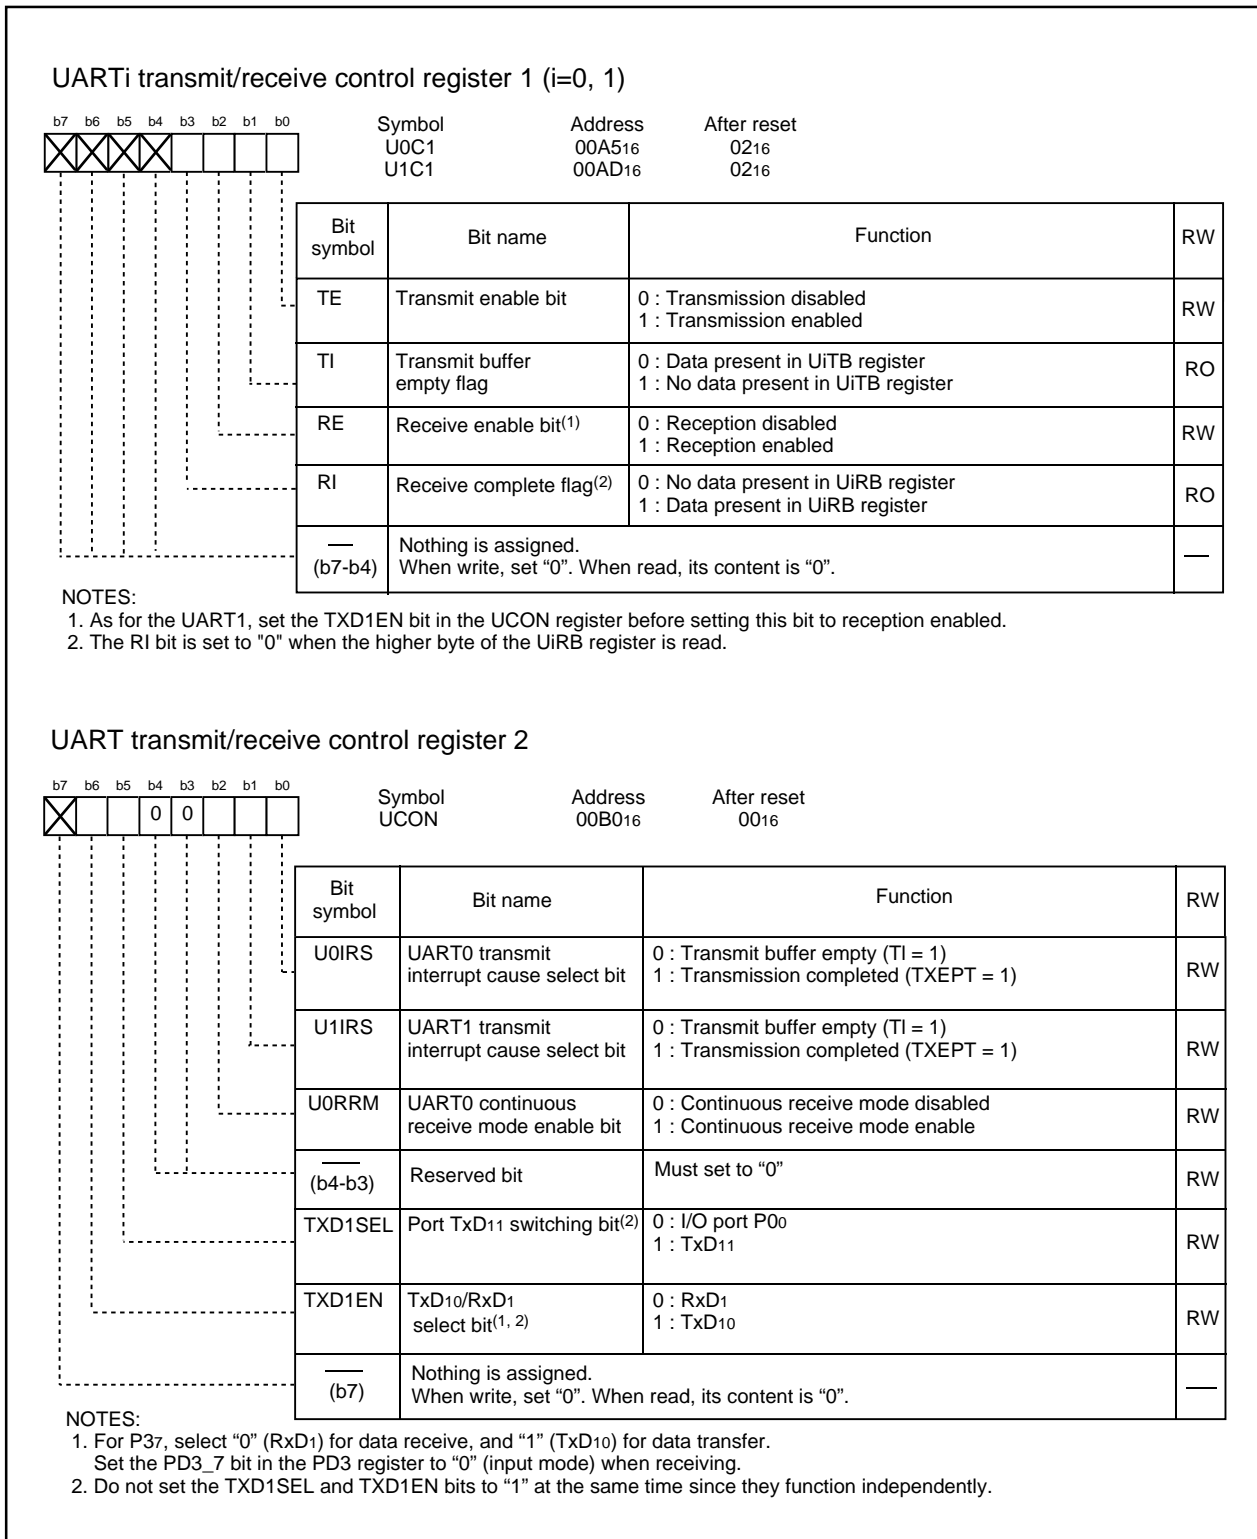 UARTi transmit/receive control register 1 (i=0, 1)
b7 b6 b5 b4 b3 b2 b1 b0
Symbol Address After reset
U0C1 00A516 0216
U1C1 00AD16 0216
Bit symbol Bit name Function RW
TE Transmit enable bit 0 : Transmission disabled
1 : Transmission enabled RW
TI Transmit buffer 0 : Data present in UiTB register
empty flag 1 : No data present in UiTB register RO
RE Receive enable bit(1) 0 : Reception disabled
1 : Reception enabled RW
RI Receive complete flag(2) 0 : No data present in UiRB register
1 : Data present in UiRB register RO
— Nothing is assigned.
(b7-b4) When write, set “0”. When read, its content is “0”. —
NOTES:
1. As for the UART1, set the TXD1EN bit in the UCON register before setting this bit to reception enabled.
2. The RI bit is set to "0" when the higher byte of the UiRB register is read.
UART transmit/receive control register 2
b7 b6 b5 b4 b3 b2 b1 b0
0 0
Symbol Address After reset
UCON 00B016 0016
Bit symbol Bit name Function RW
U0IRS UART0 transmit 0 : Transmit buffer empty (TI = 1)
interrupt cause select bit 1 : Transmission completed (TXEPT = 1) RW
U1IRS UART1 transmit 0 : Transmit buffer empty (TI = 1)
interrupt cause select bit 1 : Transmission completed (TXEPT = 1) RW
U0RRM UART0 continuous 0 : Continuous receive mode disabled
receive mode enable bit 1 : Continuous receive mode enable RW
— (b4-b3) Reserved bit Must set to “0” RW
TXD1SEL Port TxD11 switching bit(2) 0 : I/O port P00
1 : TxD11 RW
TXD1EN TxD10/RxD1 0 : RxD1
select bit(1, 2) 1 : TxD10 RW
— Nothing is assigned.
(b7) When write, set “0”. When read, its content is “0”. —
NOTES:
1. For P37, select “0” (RxD1) for data receive, and “1” (TxD10) for data transfer.
Set the PD3_7 bit in the PD3 register to “0” (input mode) when receiving.
2. Do not set the TXD1SEL and TXD1EN bits to “1” at the same time since they function independently.